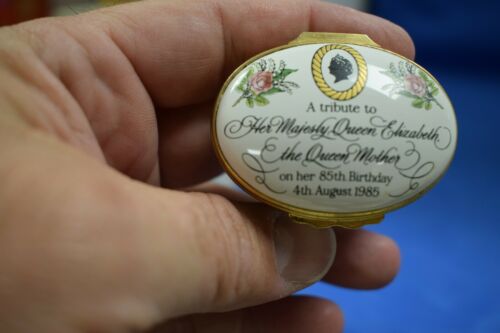 A tribute to
Her Majesty Queen Elizabeth
the Queen Mother
on her 85th Birthday
4th August 1985